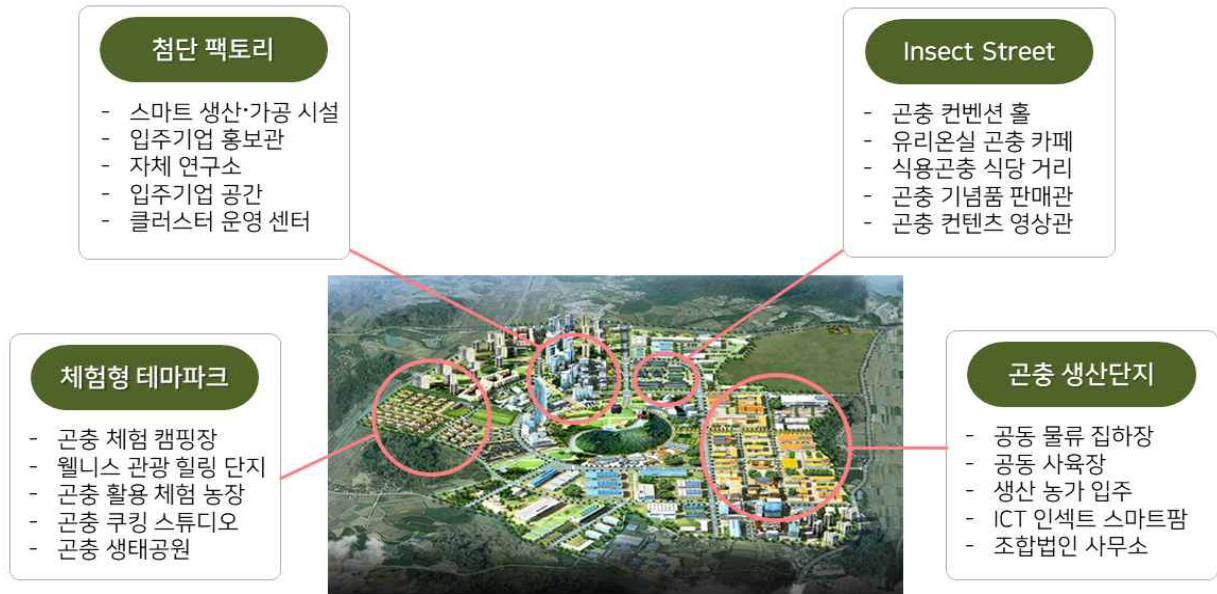 첨단 팩토리
- 스마트 생산·가공 시설
- 입주기업 홍보관
- 자체 연구소
- 입주기업 공간
- 클러스터 운영 센터
Insect Street
- 곤충 컨벤션 홀
- 유리온실 곤충 카페
- 식용곤충 식당 거리
- 곤충 기념품 판매관
- 곤충 컨텐츠 영상관
체험형 테마파크
- 곤충 체험 캠핑장
- 웰니스 관광 힐링 단지
- 곤충 활용 체험 농장
- 곤충 쿠킹 스튜디오
- 곤충 생태공원
곤충 생산단지
- 공동 물류 집하장
- 공동 사육장
- 생산 농가 입주
- ICT 인섹트 스마트팜
- 조합법인 사무소